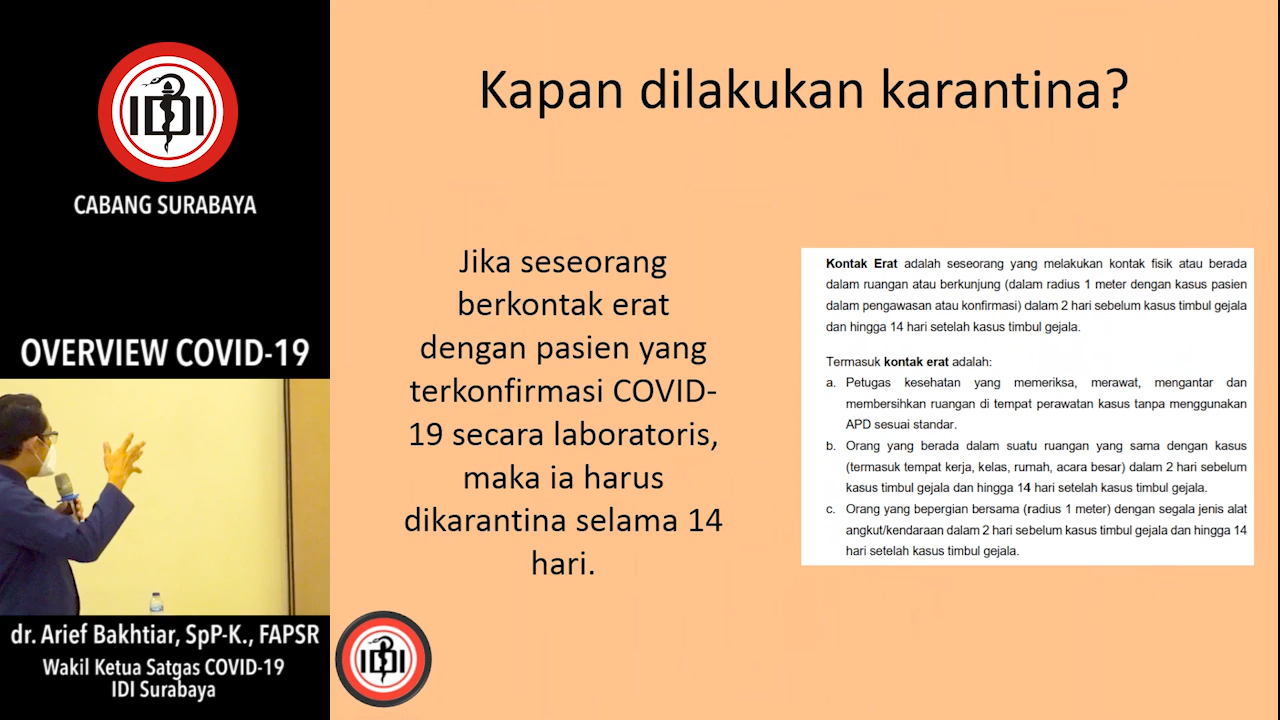 IDI
CABANG SURABAYA
OVERVIEW COVID-19
dr. Arief Bakhtiar, SpP-K., FAPSR
Wakil Ketua Satgas COVID-19
IDI Surabaya
Kapan dilakukan karantina?
Jika seseorang
berkontak erat
dengan pasien yang
terkonfirmasi COVID-
19 secara laboratoris,
maka ia harus
dikarantina selama 14
hari.
Kontak Erat adalah seseorang yang melakukan kontak fisik atau berada
dalam ruangan atau berkunjung (dalam radius 1 meter dengan kasus pasien
dalam pengawasan atau konfirmasi) dalam 2 hari sebelum kasus timbul gejala
dan hingga 14 hari setelah kasus timbul gejala.
Termasuk kontak erat adalah:
a. Petugas kesehatan yang memeriksa, merawat, mengantar dan
membersihkan ruangan di tempat perawatan kasus tanpa menggunakan
APD sesuai standar.
b. Orang yang berada dalam suatu ruangan yang sama dengan kasus
(termasuk tempat kerja, kelas, rumah, acara besar) dalam 2 hari sebelum
kasus timbul gejala dan hingga 14 hari setelah kasus timbul gejala.
c. Orang yang bepergian bersama (radius 1 meter) dengan segala jenis alat
angkut/kendaraan dalam 2 hari sebelum kasus timbul gejala dan hingga 14
hari setelah kasus timbul gejala.
IDI